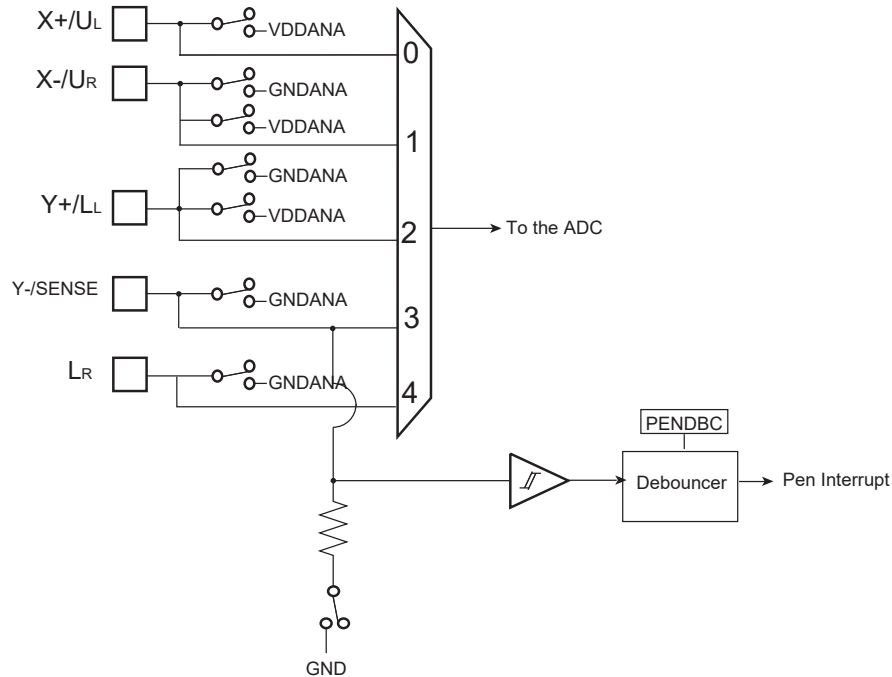 X+/UL
VDDANA
0
X-/UR
GNDANA
VDDANA
1
GNDANA
Y+/LL
VDDANA
2
To the ADC
Y-/SENSE
GNDANA
3
LR
GNDANA
4
PENDBC
Debouncer
Pen Interrupt
GND